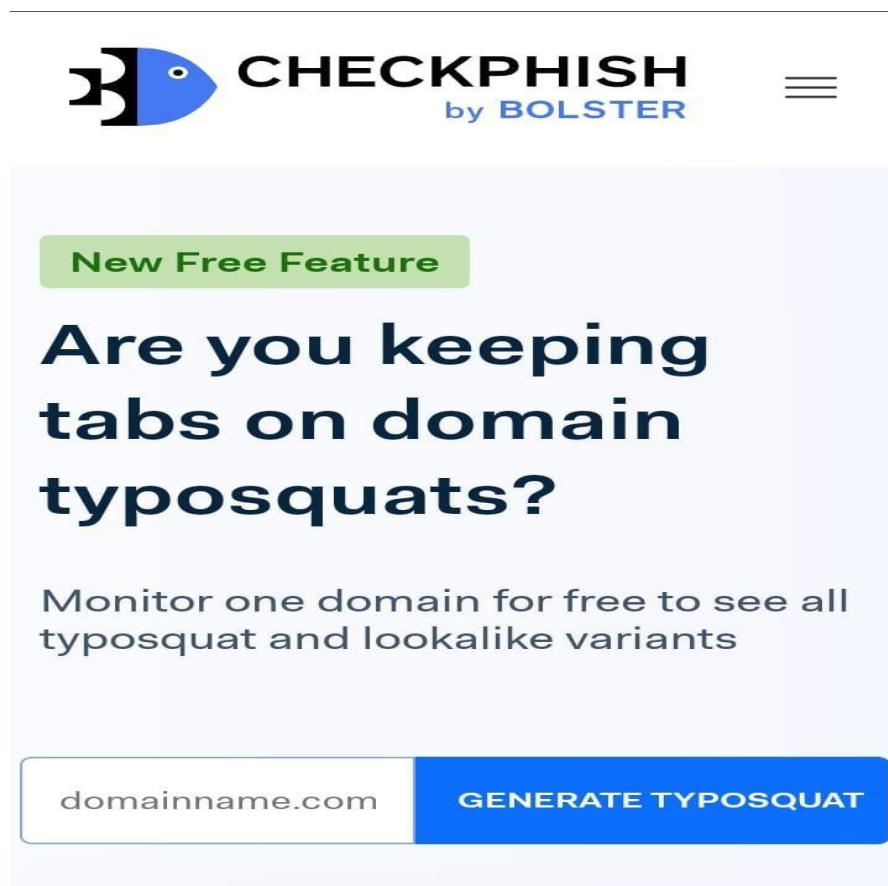 CHECKPHISH
by BOLSTER
New Free Feature
Are you keeping
tabs on domain
typosquats?
Monitor one domain for free to see all
typosquat and lookalike variants
domainname.com
GENERATE TYPOSQUAT